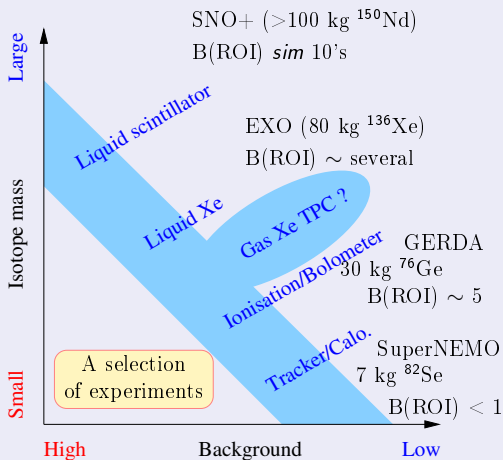 SNO+ (>100 kg ¹⁵⁰Nd)
B(ROI) sim 10's
Large
Liquid scintillator
EXO (80 kg ¹³⁶Xe)
B(ROI) ∼ several
Liquid Xe
Gas Xe TPC ?
Isotope mass
GERDA
30 kg ⁷⁶Ge
B(ROI) ∼ 5
Ionisation/Bolometer
Tracker/Calo.
SuperNEMO
7 kg ⁸²Se
B(ROI) < 1
A selection
of experiments
Small
High
Background
Low